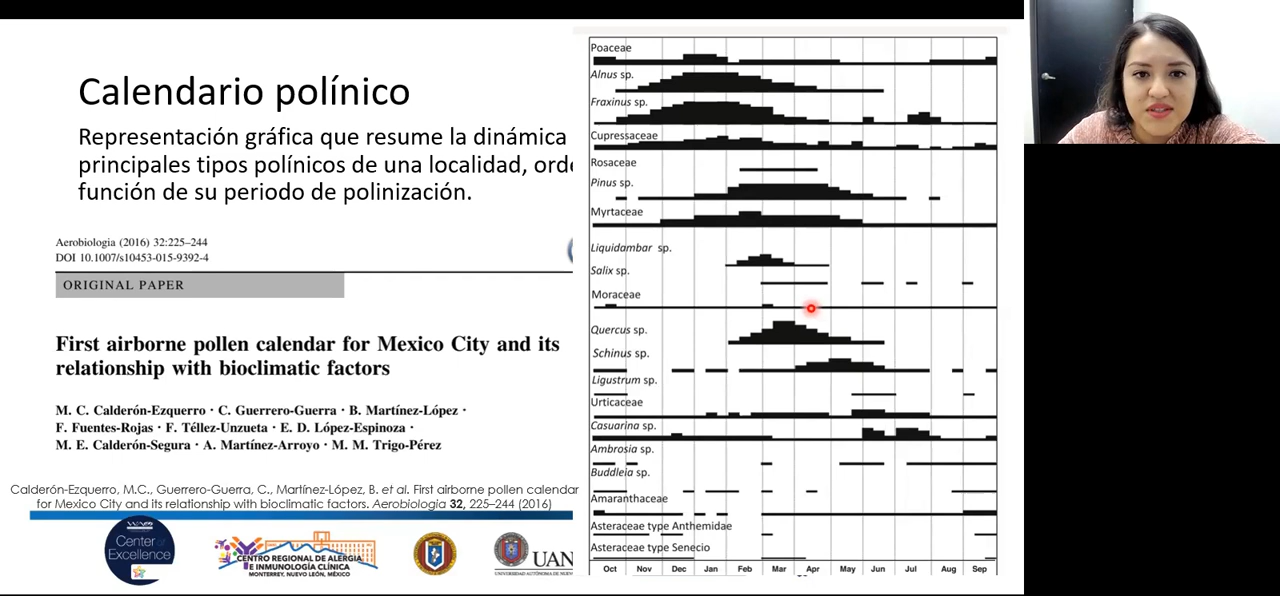 Calendario polínico
Representación gráfica que resume la dinámica
principales tipos polínicos de una localidad, orde
función de su periodo de polinización.
Aerobiologia (2016) 32:225–244
DOI 10.1007/s10453-015-9392-4
ORIGINAL PAPER
First airborne pollen calendar for Mexico City and its
relationship with bioclimatic factors
M. C. Calderón-Ezquerro · C. Guerrero-Guerra · B. Martínez-López ·
F. Fuentes-Rojas · F. Téllez-Unzueta · E. D. López-Espinoza ·
M. E. Calderón-Segura · A. Martínez-Arroyo · M. M. Trigo-Pérez
Calderón-Ezquerro, M.C., Guerrero-Guerra, C., Martínez-López, B. et al. First airborne pollen calendar
for Mexico City and its relationship with bioclimatic factors. Aerobiologia 32, 225–244 (2016)
Center of
Excellence
CENTRO REGIONAL DE ALERGIA
E INMUNOLOGÍA CLÍNICA
MONTERREY, NUEVO LEÓN, MÉXICO
UAN
Poaceae
Alnus sp.
Fraxinus sp.
Cupressaceae
Rosaceae
Pinus sp.
Myrtaceae
Liquidambar sp.
Salix sp.
Moraceae
Quercus sp.
Schinus sp.
Ligustrum sp.
Urticaceae
Casuarina sp.
Ambrosia sp.
Buddleia sp.
Amaranthaceae
Asteraceae type Anthemidae
Asteraceae type Senecio
Oct Nov Dec Jan Feb Mar Apr May Jun Jul Aug Sep